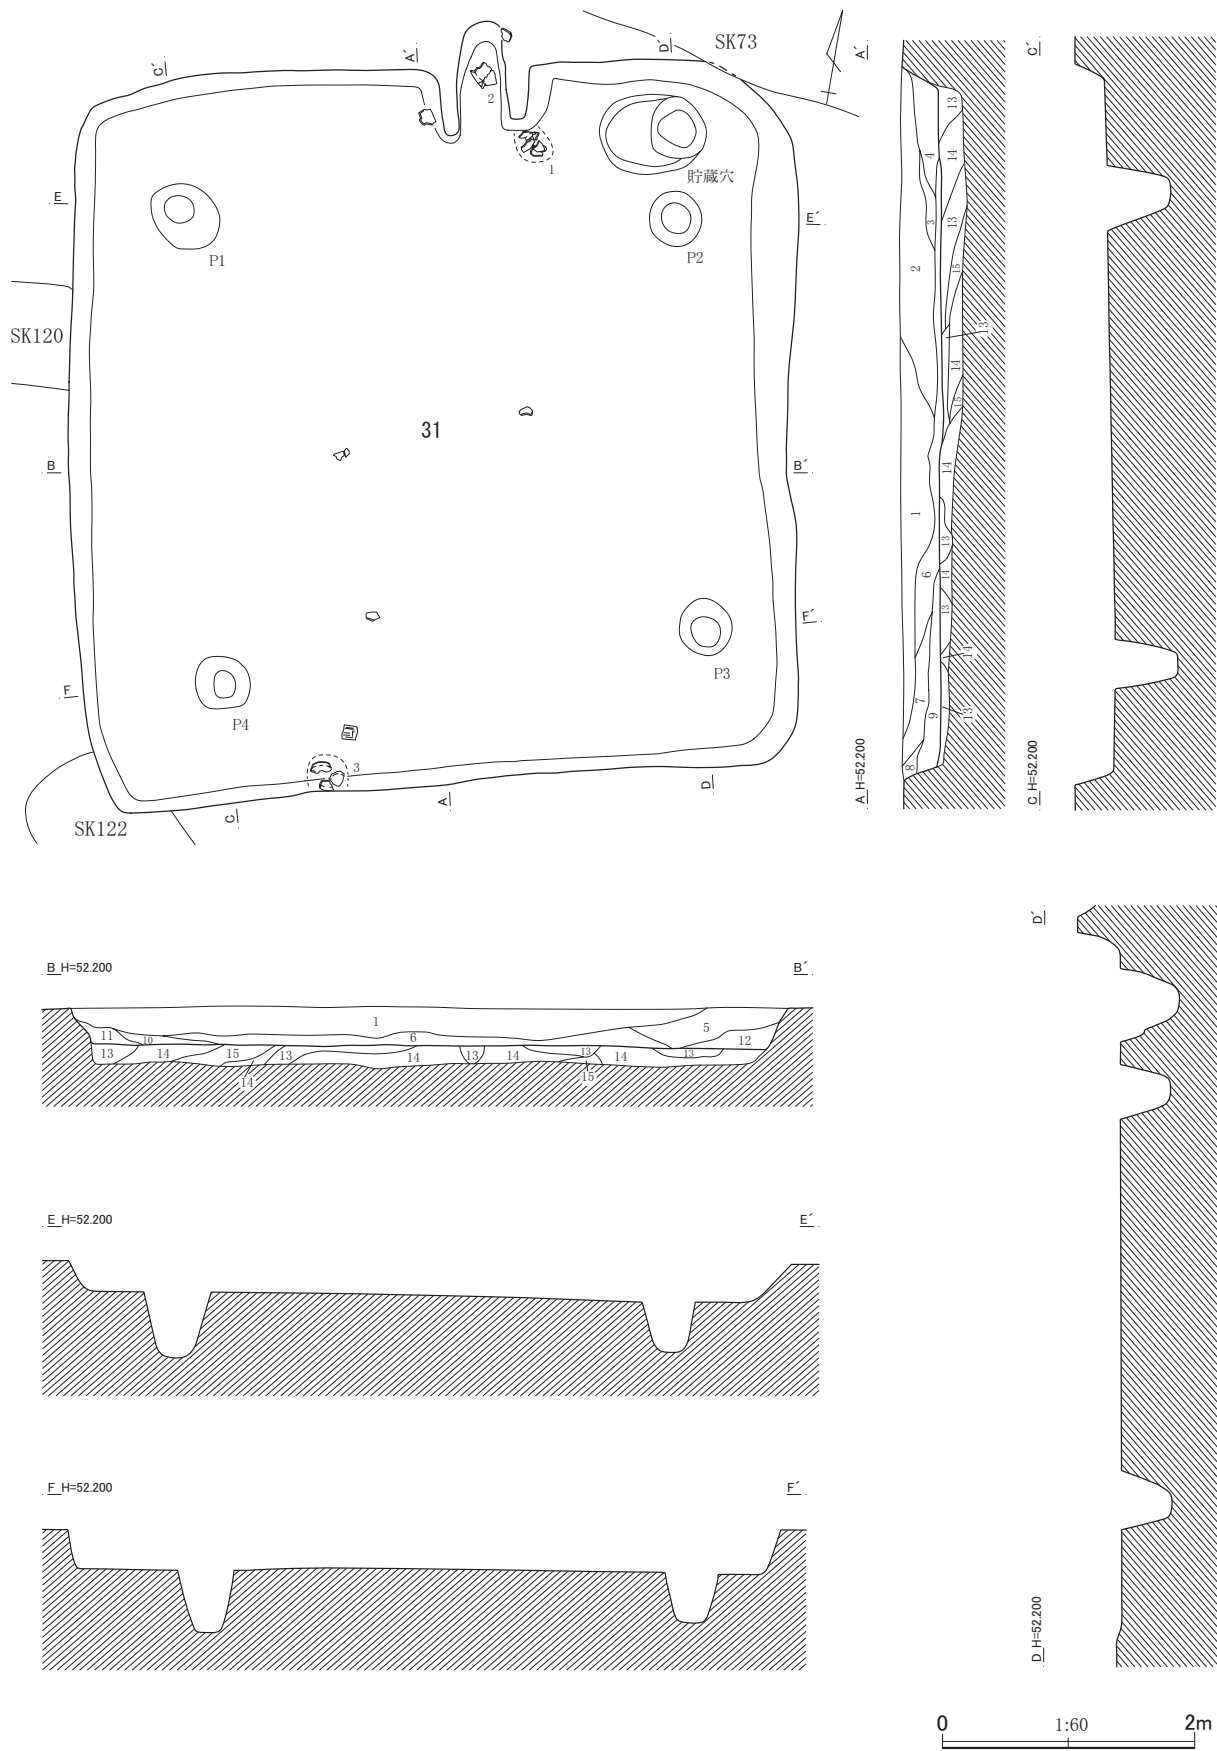 SK73
D´
A´
C´
2
1
貯蔵穴
E
E´
P1
P2
SK120
31
B
B´
F´
P3
F
P4
3
A
D
C
SK122
A´
13
14
4
3
13
2
15
13
14
15
14
1
13
6
14
13
14
7
9
13
8
A H=52.200
C´
C H=52.200
B H=52.200
B´
1
5
11
10
6
12
13
14
15
13
14
13
14
13
14
13
14
15
E H=52.200
E´
F H=52.200
F´
D´
D H=52.200
0
1:60
2m